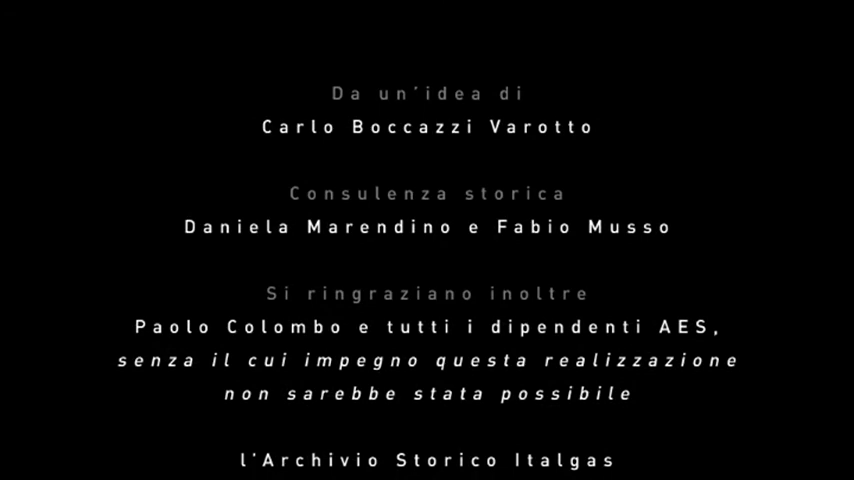 Da un'idea di
Carlo Boccazzi Varotto
Consulenza storica
Daniela Marendino e Fabio Musso
Si ringraziano inoltre
Paolo Colombo e tutti i dipendenti AES,
senza il cui impegno questa realizzazione
non sarebbe stata possibile
l'Archivio Storico Italgas